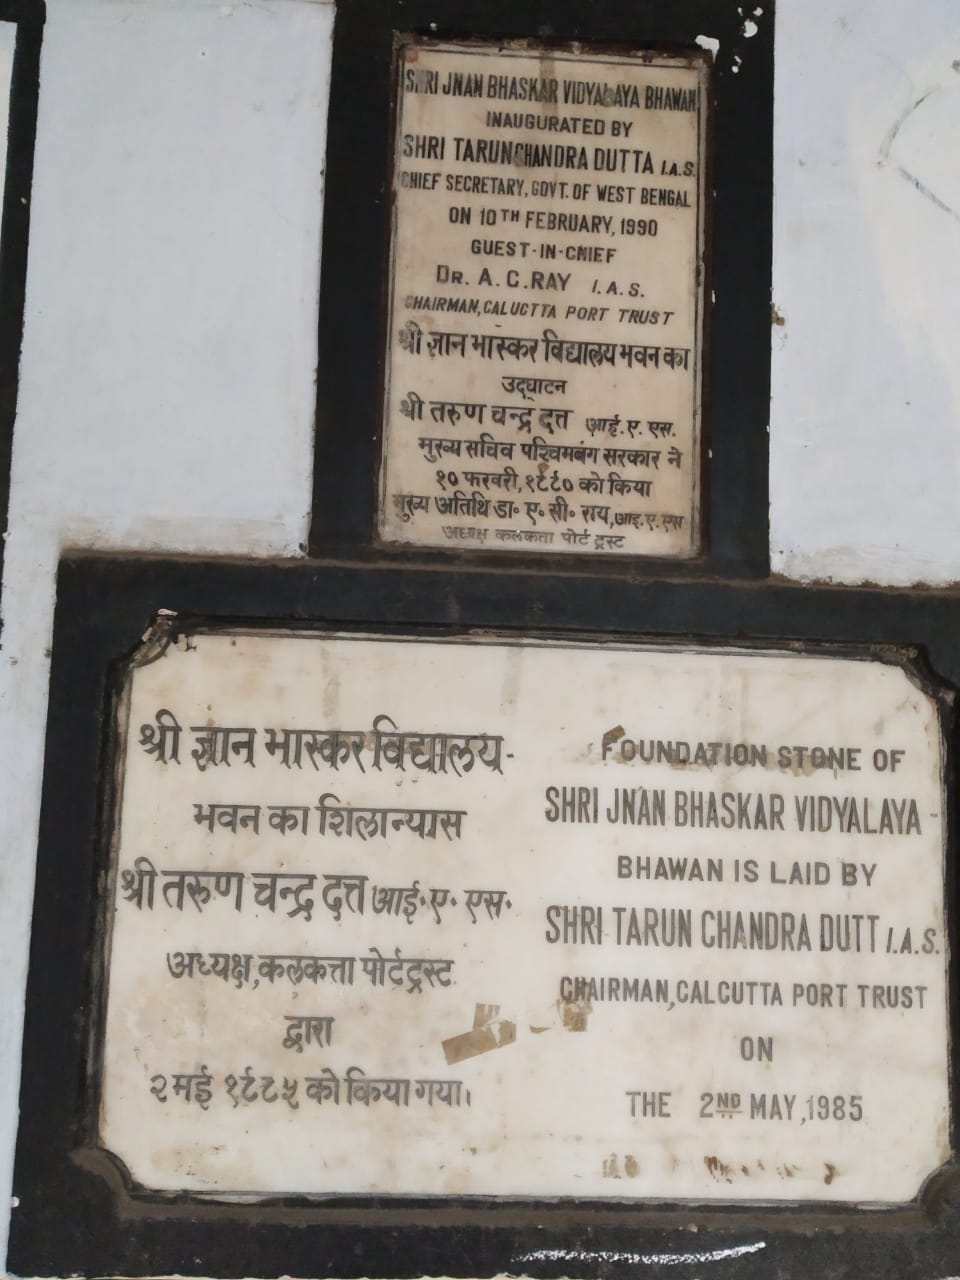 SHRI JNAN BHASKAR VIDYALAYA BHAWAN
INAUGURATED BY
SHRI TARUN CHANDRA DUTTA I.A.S.
CHIEF SECRETARY, GOVT. OF WEST BENGAL
ON 10TH FEBRUARY, 1990
GUEST-IN-CHIEF
DR. A. C. RAY I.A.S.
CHAIRMAN, CALUCTTA PORT TRUST
श्री ज्ञान भास्कर विद्यालय भवन का
उद्घाटन
श्री तरुण चन्द्र दत्त आई. ए. एस.
मुख्य सचिव पश्चिमबंग सरकार ने
१० फरवरी, १९९० को किया
मुख्य अतिथि डा॰ ए॰ सी॰ राय, आइ. ए. एस
अध्यक्ष कलकत्ता पोर्ट ट्रस्ट
श्री ज्ञान भास्कर विद्यालय-
भवन का शिलान्यास
श्री तरूण चन्द्र दत्त आई॰ ए॰ एस॰
अध्यक्ष, कलकत्ता पोर्टट्रस्ट
द्वारा
२ मई १९८५ को किया गया।
FOUNDATION STONE OF
SHRI JNAN BHASKAR VIDYALAYA-
BHAWAN IS LAID BY
SHRI TARUN CHANDRA DUTT I.A.S.
CHAIRMAN, CALCUTTA PORT TRUST
ON
THE 2ND MAY, 1985